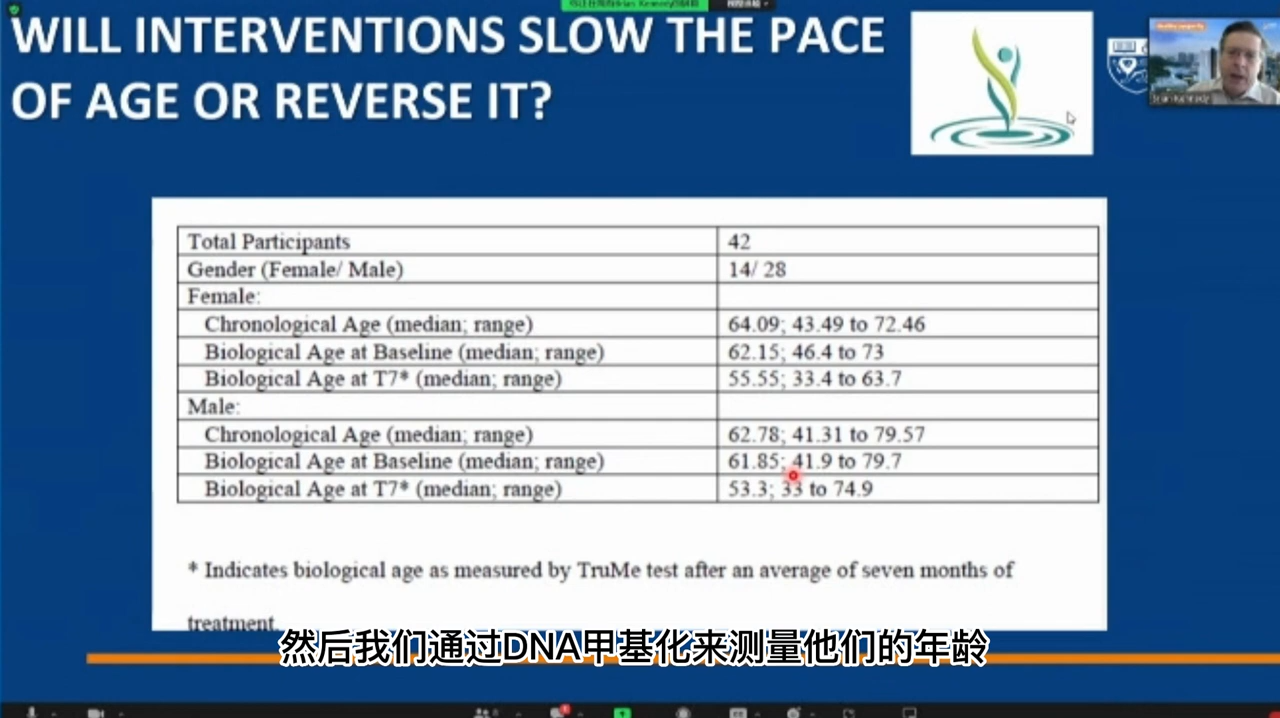 WILL INTERVENTIONS SLOW THE PACE
OF AGE OR REVERSE IT?
Brian Kennedy
Total Participants 42
Gender (Female/ Male) 14/ 28
Female:
Chronological Age (median; range) 64.09; 43.49 to 72.46
Biological Age at Baseline (median; range) 62.15; 46.4 to 73
Biological Age at T7* (median; range) 55.55; 33.4 to 63.7
Male:
Chronological Age (median; range) 62.78; 41.31 to 79.57
Biological Age at Baseline (median; range) 61.85; 41.9 to 79.7
Biological Age at T7* (median; range) 53.3; 33 to 74.9
* Indicates biological age as measured by TruMe test after an average of seven months of
treatment
然后我们通过DNA甲基化来测量他们的年龄